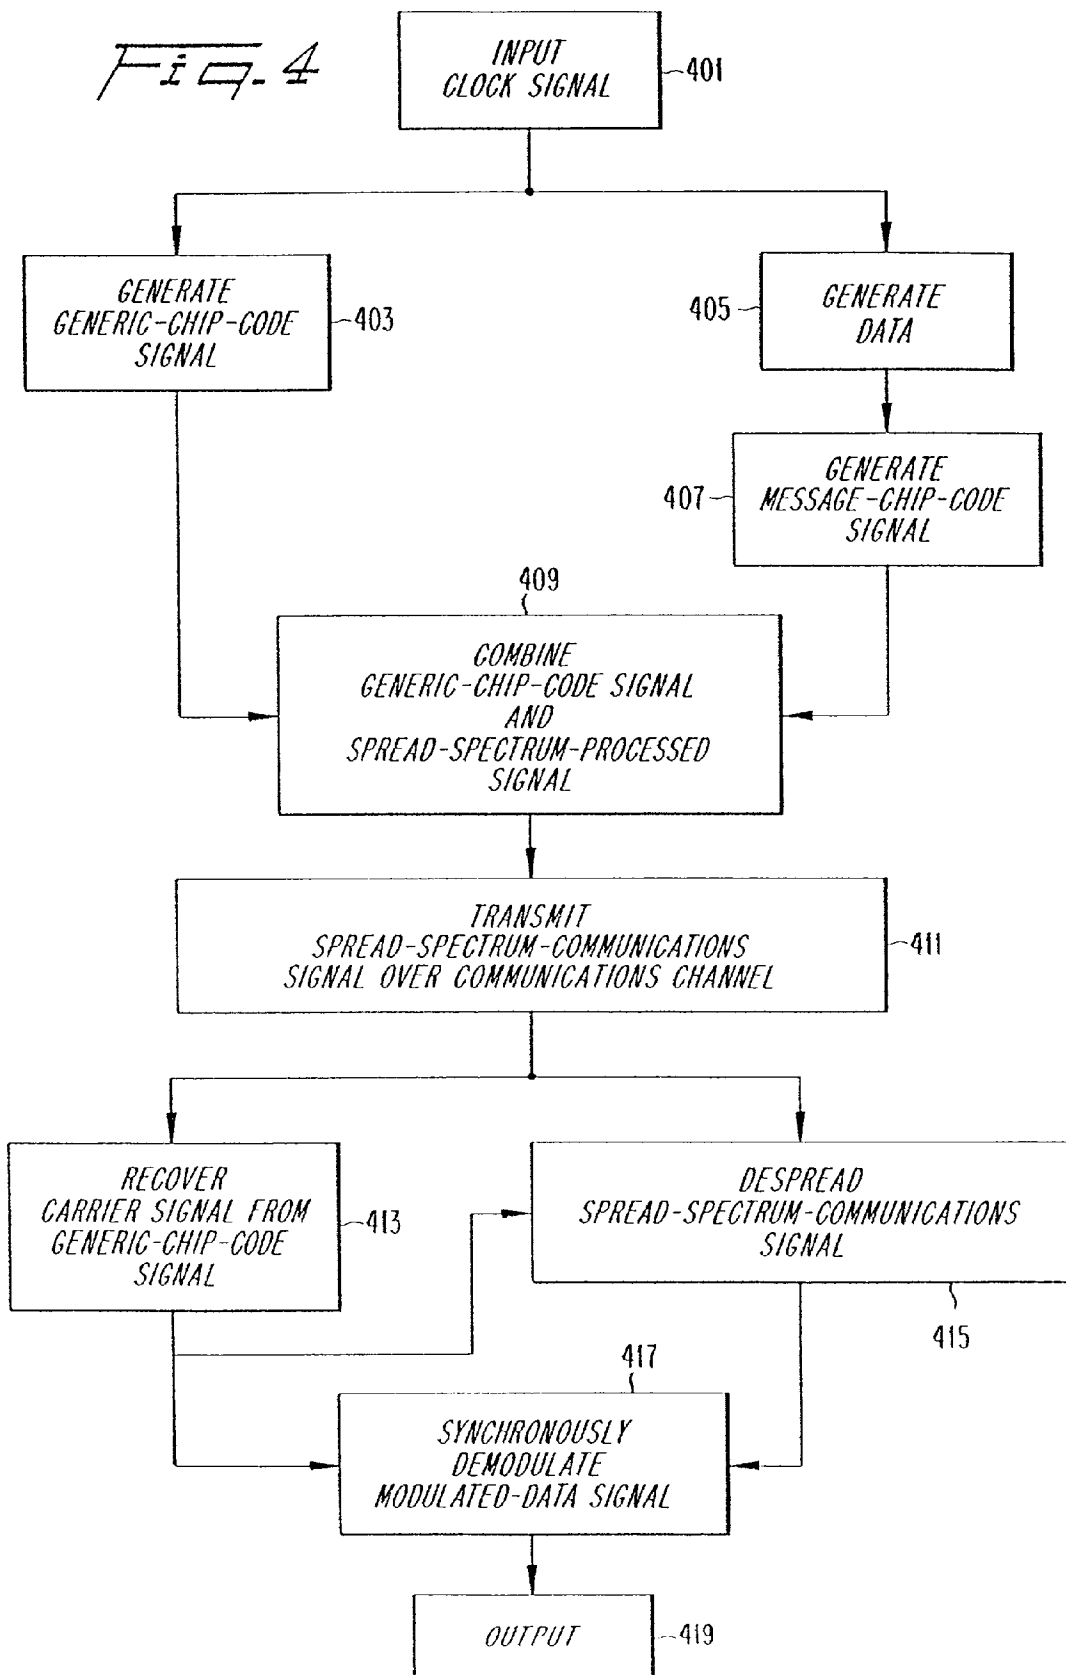 Fig. 4
INPUT
CLOCK SIGNAL
401
GENERATE
GENERIC-CHIP-CODE
SIGNAL
403
405
GENERATE
DATA
407
GENERATE
MESSAGE-CHIP-CODE
SIGNAL
409
COMBINE
GENERIC-CHIP-CODE SIGNAL
AND
SPREAD-SPECTRUM-PROCESSED
SIGNAL
TRANSMIT
SPREAD-SPECTRUM-COMMUNICATIONS
SIGNAL OVER COMMUNICATIONS CHANNEL
411
RECOVER
CARRIER SIGNAL FROM
GENERIC-CHIP-CODE
SIGNAL
413
DESPREAD
SPREAD-SPECTRUM-COMMUNICATIONS
SIGNAL
415
417
SYNCHRONOUSLY
DEMODULATE
MODULATED-DATA SIGNAL
OUTPUT
419